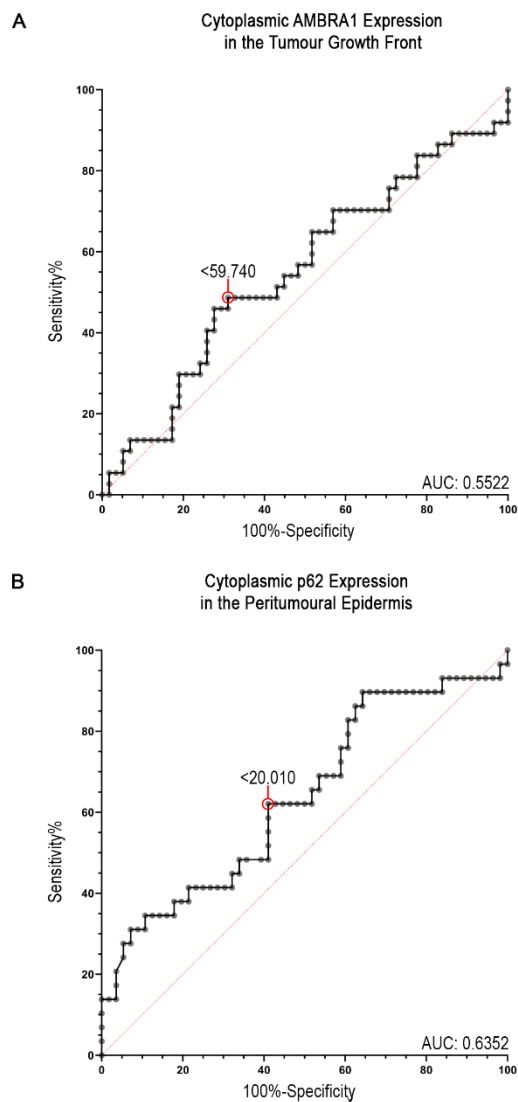 A
Cytoplasmic AMBRA1 Expression
in the Tumour Growth Front
100
80
60
40
20
0
Sensitivity%
<59.740
AUC: 0.5522
0
20
40
60
80
100
100%-Specificity
B
Cytoplasmic p62 Expression
in the Peritumoural Epidermis
100
80
60
40
20
0
Sensitivity%
<20.010
AUC: 0.6352
0
20
40
60
80
100
100%-Specificity